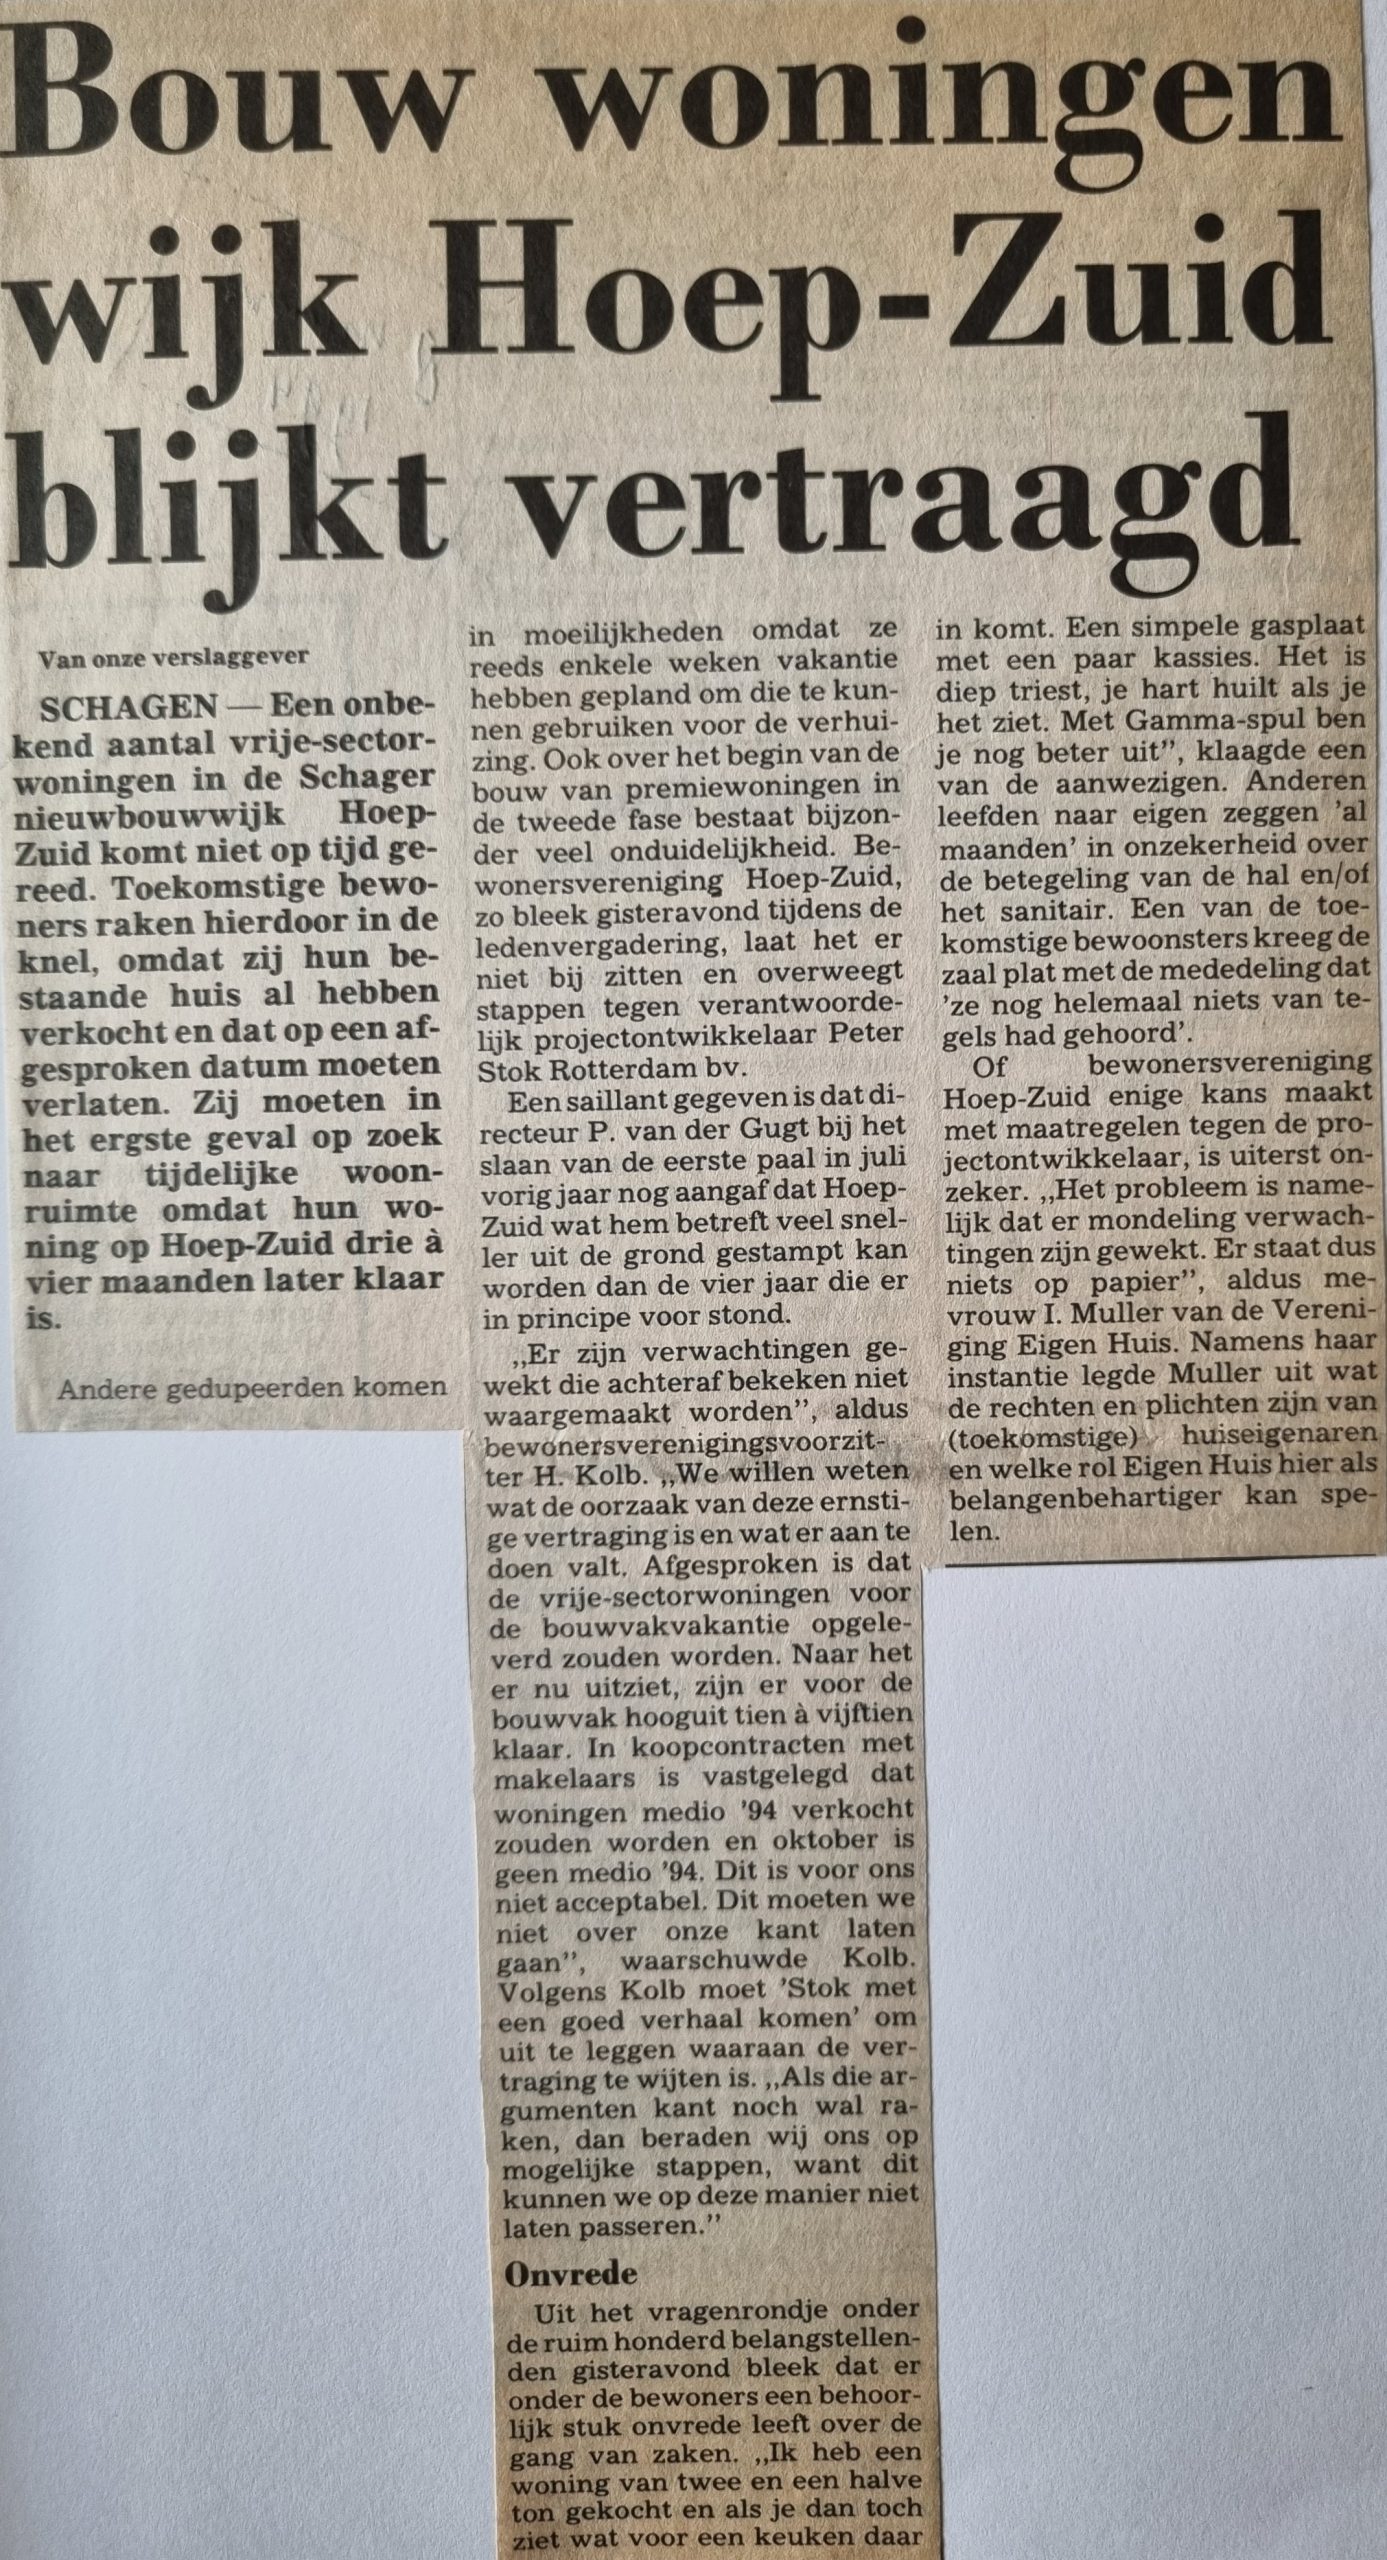 Bouw woningen
wijk Hoep-Zuid
blijkt vertraagd
Van onze verslaggever
SCHAGEN — Een onbe-
kend aantal vrije-sector-
woningen in de Schager
nieuwbouwwijk Hoep-
Zuid komt niet op tijd ge-
reed. Toekomstige bewo-
ners raken hierdoor in de
knel, omdat zij hun be-
staande huis al hebben
verkocht en dat op een af-
gesproken datum moeten
verlaten. Zij moeten in
het ergste geval op zoek
naar tijdelijke woon-
ruimte omdat hun wo-
ning op Hoep-Zuid drie à
vier maanden later klaar
is.
Andere gedupeerden komen
in moeilijkheden omdat ze
reeds enkele weken vakantie
hebben gepland om die te kun-
nen gebruiken voor de verhui-
zing. Ook over het begin van de
bouw van premiewoningen in
de tweede fase bestaat bijzon-
der veel onduidelijkheid. Be-
wonersvereniging Hoep-Zuid,
zo bleek gisteravond tijdens de
ledenvergadering, laat het er
niet bij zitten en overweegt
stappen tegen verantwoorde-
lijk projectontwikkelaar Peter
Stok Rotterdam bv.
Een saillant gegeven is dat di-
recteur P. van der Gugt bij het
slaan van de eerste paal in juli
vorig jaar nog aangaf dat Hoep-
Zuid wat hem betreft veel snel-
ler uit de grond gestampt kan
worden dan de vier jaar die er
in principe voor stond.
„Er zijn verwachtingen ge-
wekt die achteraf bekeken niet
waargemaakt worden”, aldus
bewonersverenigingsvoorzit-
ter H. Kolb. „We willen weten
wat de oorzaak van deze ernsti-
ge vertraging is en wat er aan te
doen valt. Afgesproken is dat
de vrije-sectorwoningen voor
de bouwvakvakantie opgele-
verd zouden worden. Naar het
er nu uitziet, zijn er voor de
bouwvak hooguit tien à vijftien
klaar. In koopcontracten met
makelaars is vastgelegd dat
woningen medio ’94 verkocht
zouden worden en oktober is
geen medio ’94. Dit is voor ons
niet acceptabel. Dit moeten we
niet over onze kant laten
gaan”, waarschuwde Kolb.
Volgens Kolb moet ’Stok met
een goed verhaal komen’ om
uit te leggen waaraan de ver-
traging te wijten is. „Als die ar-
gumenten kant noch wal ra-
ken, dan beraden wij ons op
mogelijke stappen, want dit
kunnen we op deze manier niet
laten passeren.”
Onvrede
Uit het vragenrondje onder
de ruim honderd belangstellen-
den gisteravond bleek dat er
onder de bewoners een behoor-
lijk stuk onvrede leeft over de
gang van zaken. „Ik heb een
woning van twee en een halve
ton gekocht en als je dan toch
ziet wat voor een keuken daar
in komt. Een simpele gasplaat
met een paar kassies. Het is
diep triest, je hart huilt als je
het ziet. Met Gamma-spul ben
je nog beter uit”, klaagde een
van de aanwezigen. Anderen
leefden naar eigen zeggen ’al
maanden’ in onzekerheid over
de betegeling van de hal en/of
het sanitair. Een van de toe-
komstige bewoonsters kreeg de
zaal plat met de mededeling dat
’ze nog helemaal niets van te-
gels had gehoord’.
Of bewonersvereniging
Hoep-Zuid enige kans maakt
met maatregelen tegen de pro-
jectontwikkelaar, is uiterst on-
zeker. „Het probleem is name-
lijk dat er mondeling verwach-
tingen zijn gewekt. Er staat dus
niets op papier”, aldus me-
vrouw I. Muller van de Vereni-
ging Eigen Huis. Namens haar
instantie legde Muller uit wat
de rechten en plichten zijn van
(toekomstige) huiseigenaren
en welke rol Eigen Huis hier als
belangenbehartiger kan spe-
len.